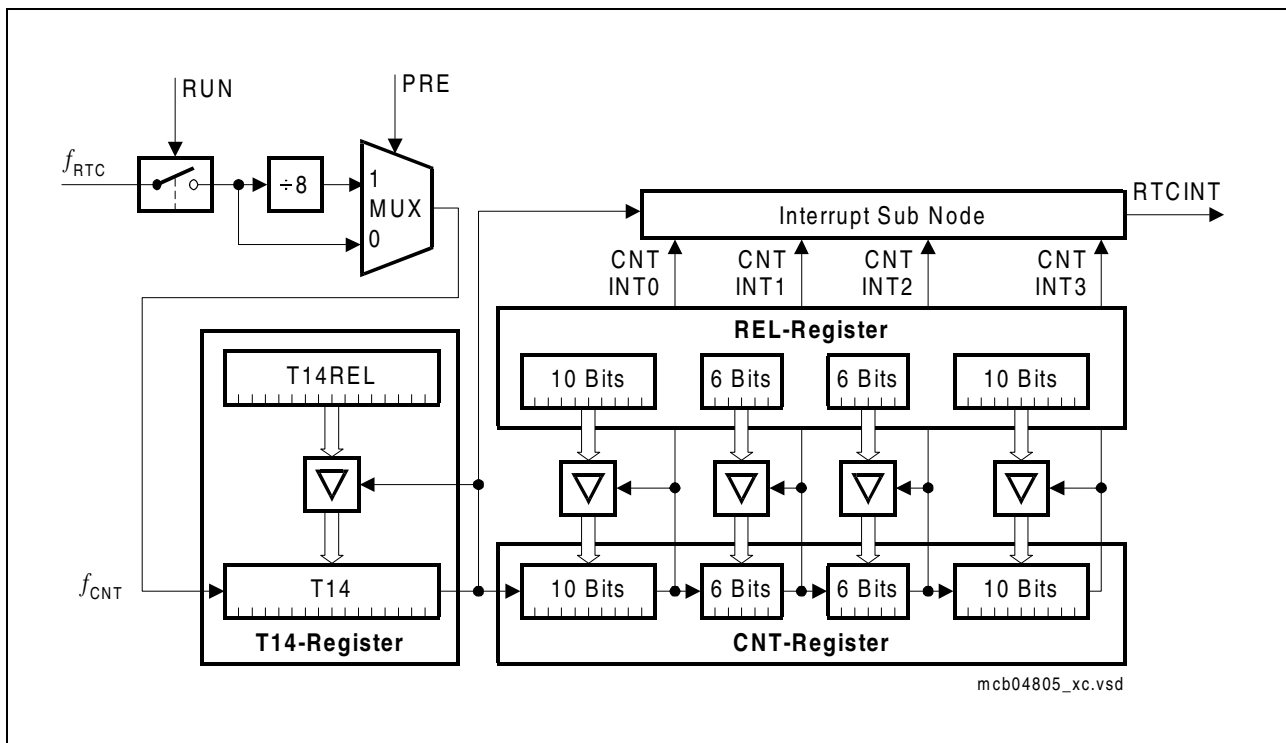 RUN
PRE
fRTC
÷8
1
MUX
0
RTCINT
Interrupt Sub Node
CNT INT0
CNT INT1
CNT INT2
CNT INT3
REL-Register
T14REL
10 Bits
6 Bits
6 Bits
10 Bits
fCNT
T14
10 Bits
6 Bits
6 Bits
10 Bits
T14-Register
CNT-Register
mcb04805_xc.vsd